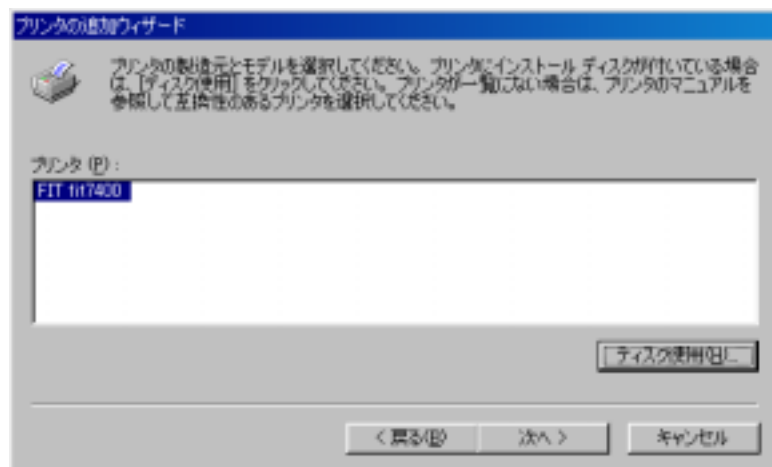 プリンタの追加ウィザード
プリンタの製造元とモデルを選択してください。プリンタにインストール ディスクが付いている場合
は、[ディスク使用] をクリックしてください。プリンタが一覧にない場合は、プリンタのマニュアルを
参照して互換性のあるプリンタを選択してください。
プリンタ (P) :
FIT fit7400
ディスク使用(H)...
< 戻る(B)
次へ >
キャンセル